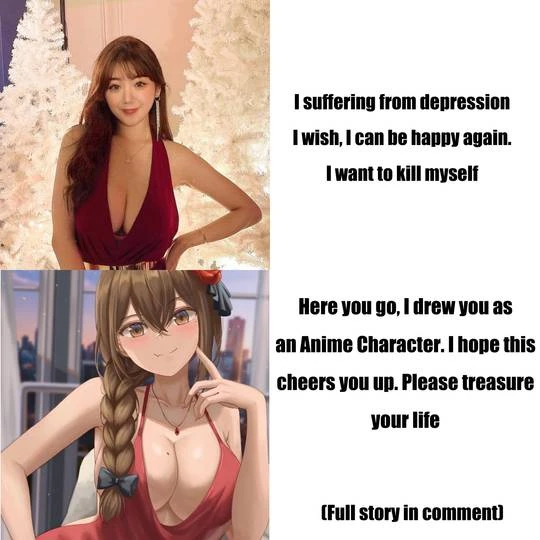 I suffering from depression
I wish, I can be happy again.
I want to kill myself
Here you go, I drew you as
an Anime Character. I hope this
cheers you up. Please treasure
your life
(Full story in comment)